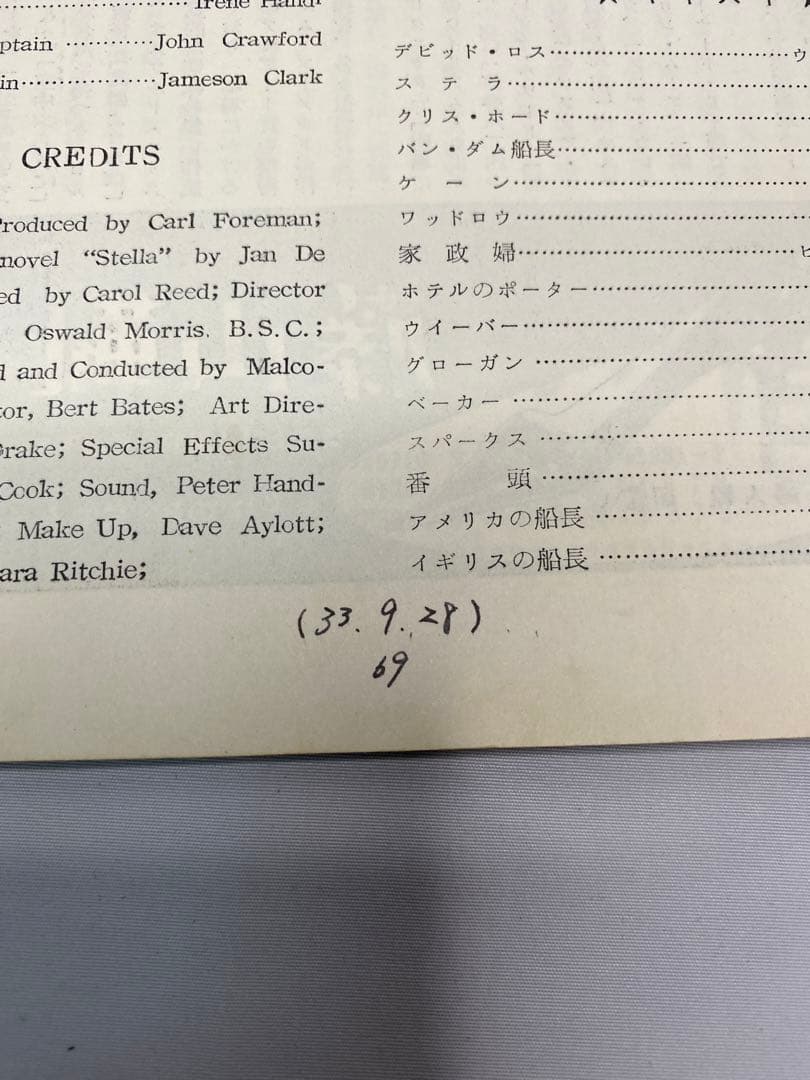 Irene Handl
ptain ············John Crawford
in··················Jameson Clark
CREDITS
Produced by Carl Foreman;
novel “Stella” by Jan De
ed by Carol Reed; Director
Oswald Morris. B.S.C.;
d and Conducted by Malco-
tor, Bert Bates; Art Dire-
Drake; Special Effects Su-
Cook; Sound, Peter Hand-
Make Up, Dave Aylott;
ara Ritchie;
デビッド・ロス
ステラ
クリス・ホード
バン・ダム船長
ケーン
ワッドロウ
家政婦
ホテルのポーター
ウイーバー
グローガン
ベーカー
スパークス
番頭
アメリカの船長
イギリスの船長
(33.9.28)
69